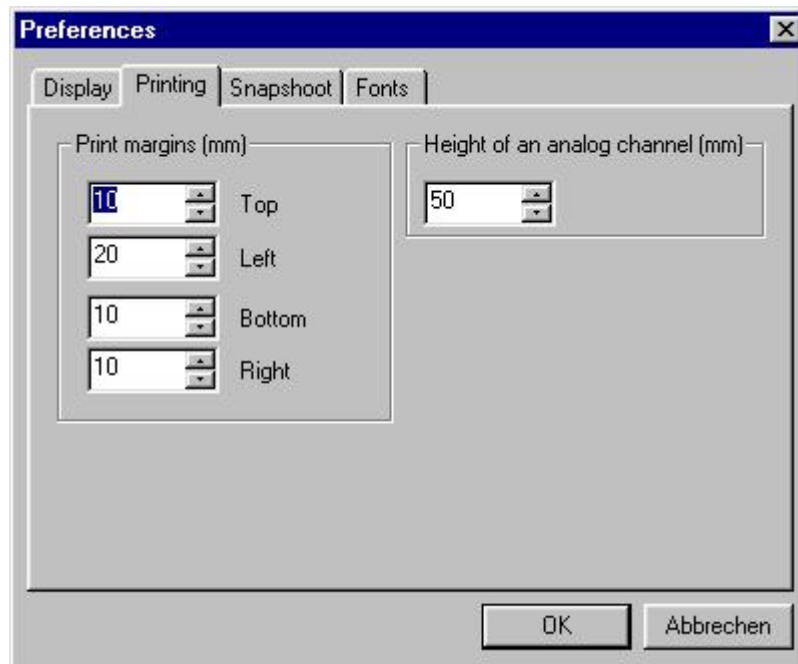 Preferences
Display Printing Snapshoot Fonts
Print margins (mm)
Height of an analog channel (mm)
10 Top
50
20 Left
10 Bottom
10 Right
OK Abbrechen